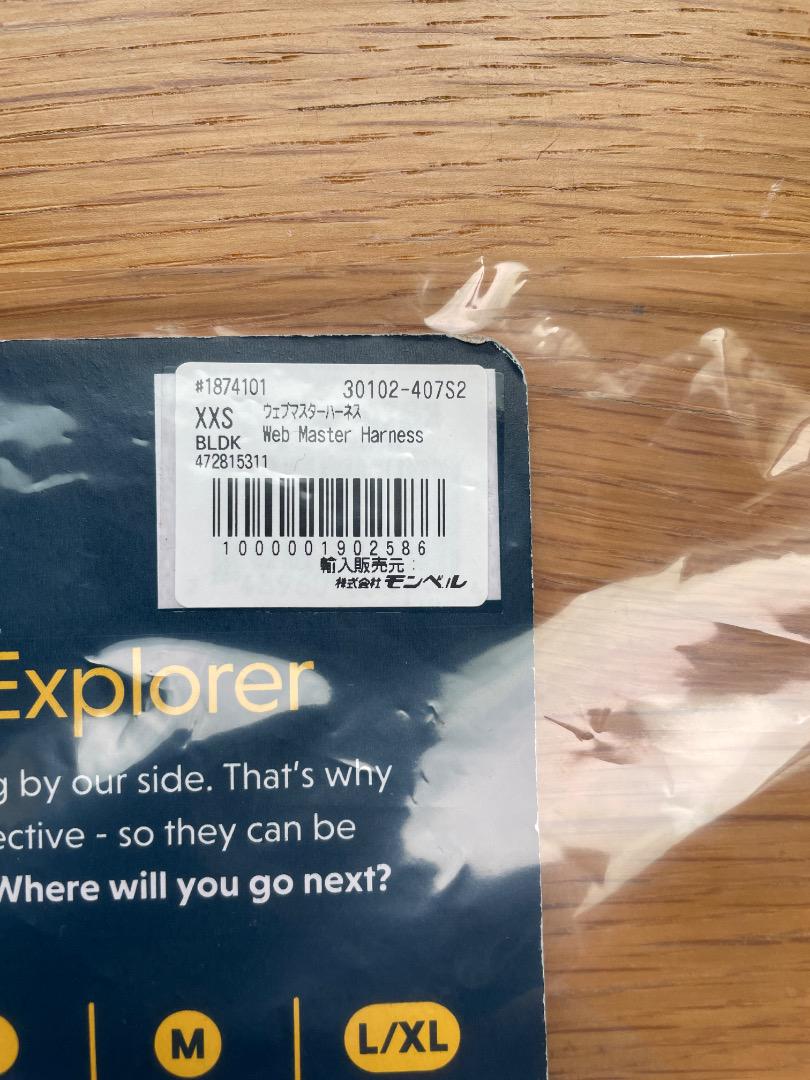 #1874101 30102-407S2
XXS ウェブマスターハーネス
BLDK Web Master Harness
472815311
1000001902586
輸入販売元:
株式会社モンベル
Explorer
g by our side. That's why
ective - so they can be
Where will you go next?
M L/XL